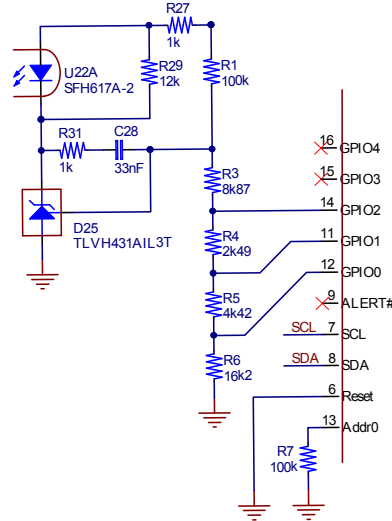 R27
1k
U22A
SFH617A-2
R29
12k
R1
100k
R31
1k
C28
33nF
R3
8k87
D25
TLVH431AIL3T
R4
2k49
R5
4k42
R6
16k2
16
GPIO4
15
GPIO3
14
GPIO2
11
GPIO1
12
GPIO0
9
ALERT#
SCL
7
SCL
SDA
8
SDA
6
Reset
13
Addr0
R7
100k